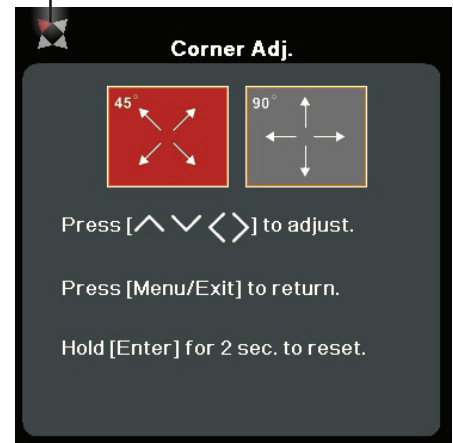 Corner Adj.
45° 90°
Press [∧ ∨ < >] to adjust.
Press [Menu/Exit] to return.
Hold [Enter] for 2 sec. to reset.